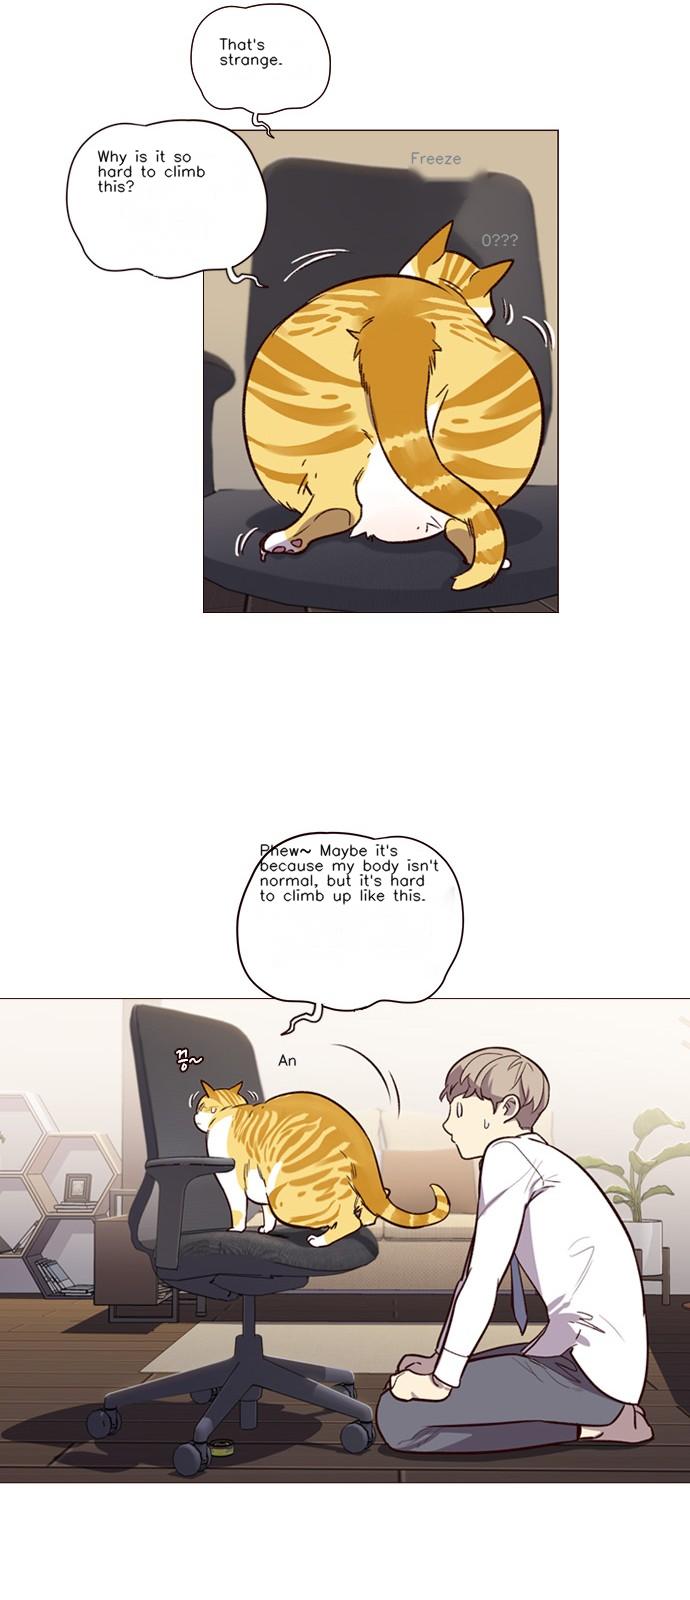 That's
strange.
Why is it so
hard to climb
this?
Freeze
0???
Phew~ Maybe it's
because my body isn't
normal, but it's hard
to climb up like this.
끙~
An